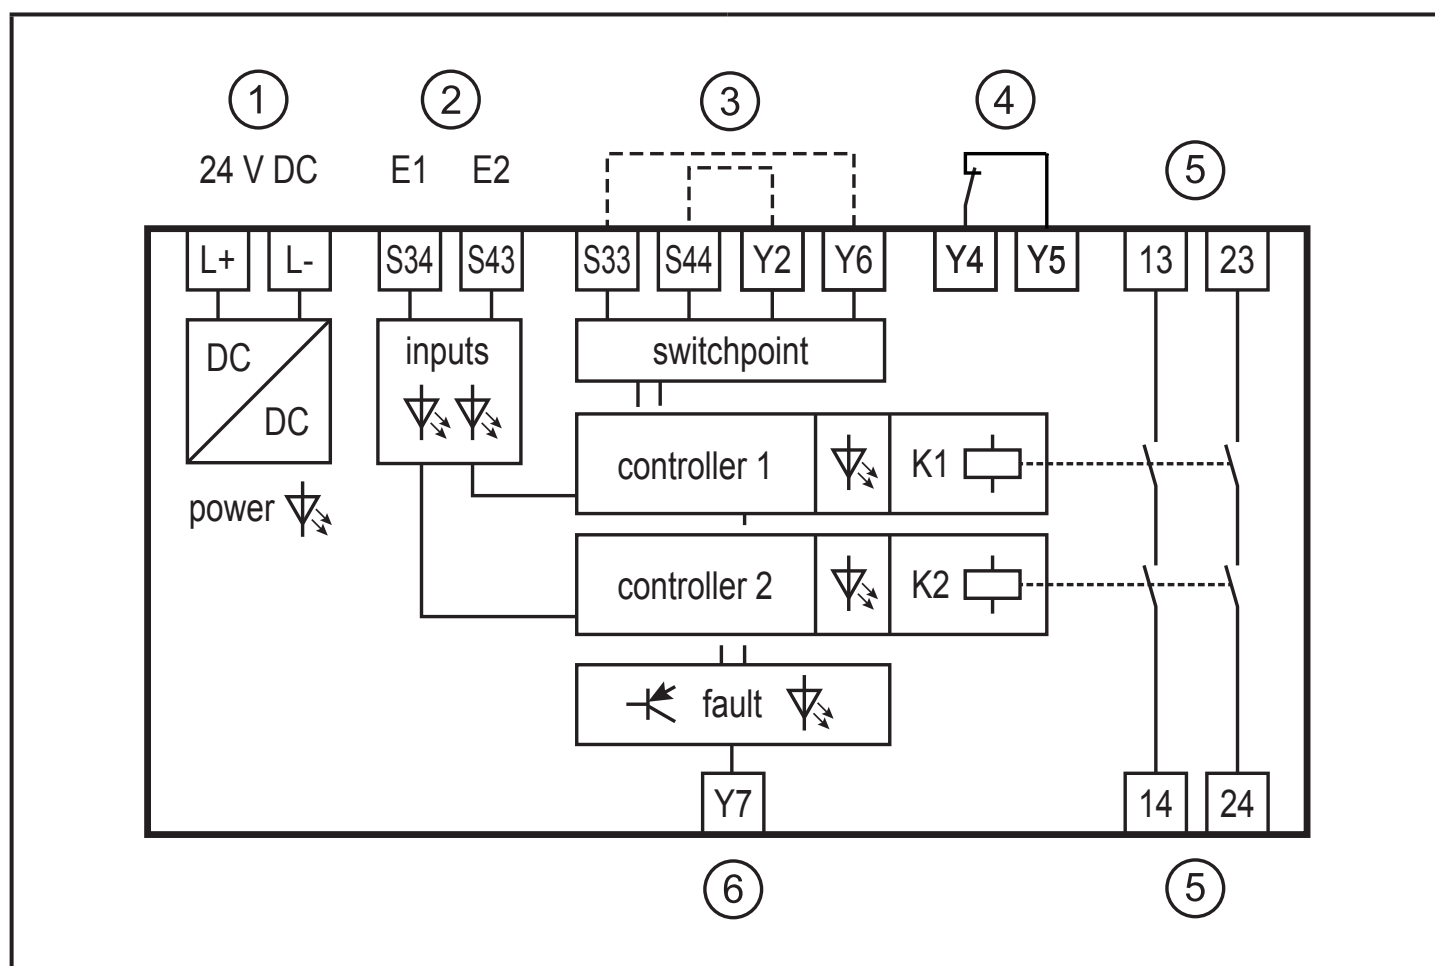 1 2 3 4
24 V DC E1 E2 5
L+ L- S34 S43 S33 S44 Y2 Y6 Y4 Y5 13 23
DC inputs switchpoint
DC
controller 1 K1
power
controller 2 K2
fault
Y7 14 24
6 5